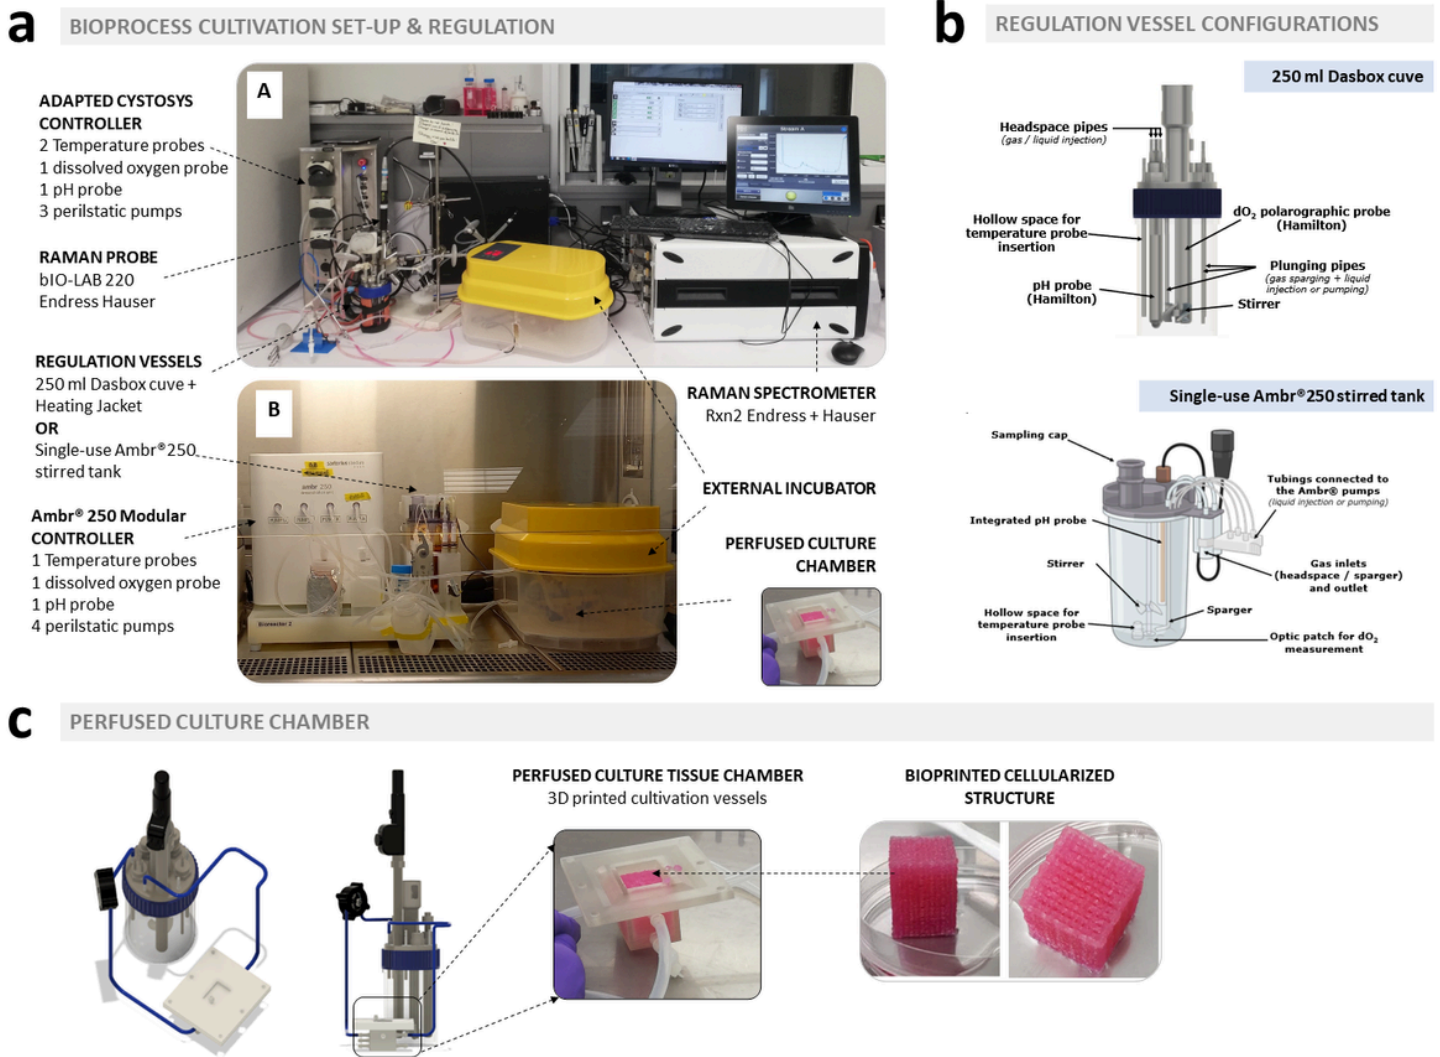 a
BIOPROCESS CULTIVATION SET-UP & REGULATION
ADAPTED CYSTOSYS
CONTROLLER
2 Temperature probes
1 dissolved oxygen probe
1 pH probe
3 perilstatic pumps
RAMAN PROBE
bIO-LAB 220
Endress Hauser
REGULATION VESSELS
250 ml Dasbox cuve +
Heating Jacket
OR
Single-use Ambr®250
stirred tank
Ambr® 250 Modular
CONTROLLER
1 Temperature probes
1 dissolved oxygen probe
1 pH probe
4 perilstatic pumps
A
Stream A
B
ambr 250
Bioreactor 2
RAMAN SPECTROMETER
Rxn2 Endress + Hauser
EXTERNAL INCUBATOR
PERFUSED CULTURE
CHAMBER
b
REGULATION VESSEL CONFIGURATIONS
250 ml Dasbox cuve
Headspace pipes
(gas / liquid injection)
Hollow space for
temperature probe
insertion
dO2 polarographic probe
(Hamilton)
Plunging pipes
(gas sparging + liquid
injection or pumping)
pH probe
(Hamilton)
Stirrer
Single-use Ambr®250 stirred tank
Sampling cap
Tubings connected to
the Ambr® pumps
(liquid injection or pumping)
Integrated pH probe
Stirrer
Gas inlets
(headspace / sparger)
and outlet
Hollow space for
temperature probe
insertion
Sparger
Optic patch for dO2
measurement
c
PERFUSED CULTURE CHAMBER
PERFUSED CULTURE TISSUE CHAMBER
3D printed cultivation vessels
BIOPRINTED CELLULARIZED
STRUCTURE